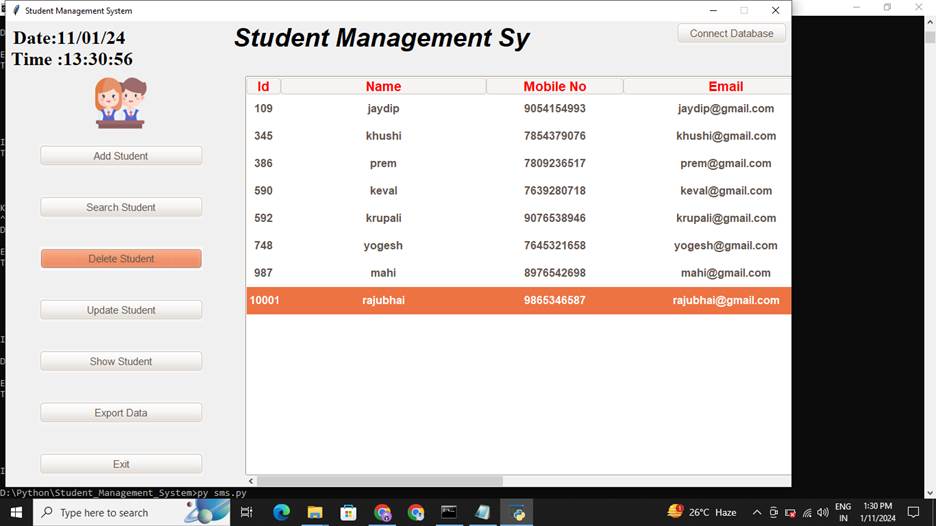 Student Management System
Date:11/01/24
Time :13:30:56
Student Management Sy
Connect Database
Add Student
Search Student
Delete Student
Update Student
Show Student
Export Data
Exit
Id Name Mobile No Email
109 jaydip 9054154993 jaydip@gmail.com
345 khushi 7854379076 khushi@gmail.com
386 prem 7809236517 prem@gmail.com
590 keval 7639280718 keval@gmail.com
592 krupali 9076538946 krupali@gmail.com
748 yogesh 7645321658 yogesh@gmail.com
987 mahi 8976542698 mahi@gmail.com
10001 rajubhai 9865346587 rajubhai@gmail.com
D:\Python\Student_Management_System>py sms.py
Type here to search
26°C Haze
ENG
IN
1:30 PM
1/11/2024